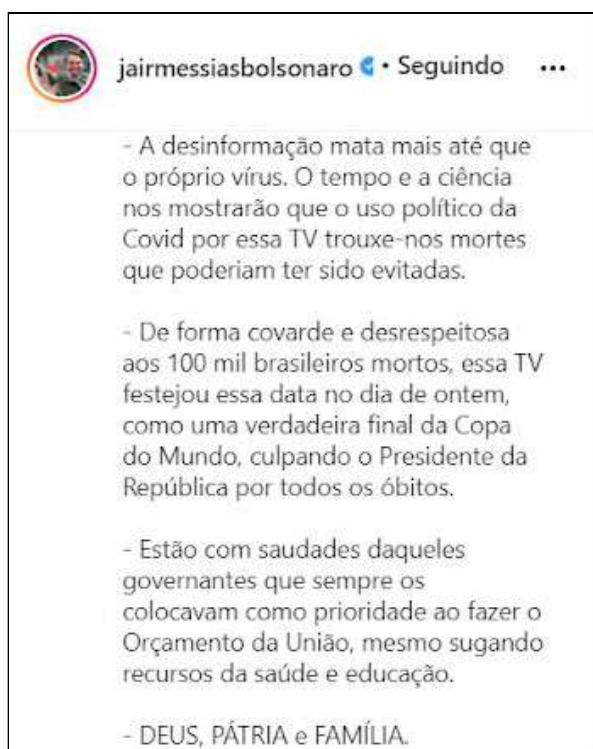 jairmessiasbolsonaro • Seguindo ...
- A desinformação mata mais até que
o próprio vírus. O tempo e a ciência
nos mostrarão que o uso político da
Covid por essa TV trouxe-nos mortes
que poderiam ter sido evitadas.
- De forma covarde e desrespeitosa
aos 100 mil brasileiros mortos, essa TV
festejou essa data no dia de ontem,
como uma verdadeira final da Copa
do Mundo, culpando o Presidente da
República por todos os óbitos.
- Estão com saudades daqueles
governantes que sempre os
colocavam como prioridade ao fazer o
Orçamento da União, mesmo sugando
recursos da saúde e educação.
- DEUS, PÁTRIA e FAMÍLIA.